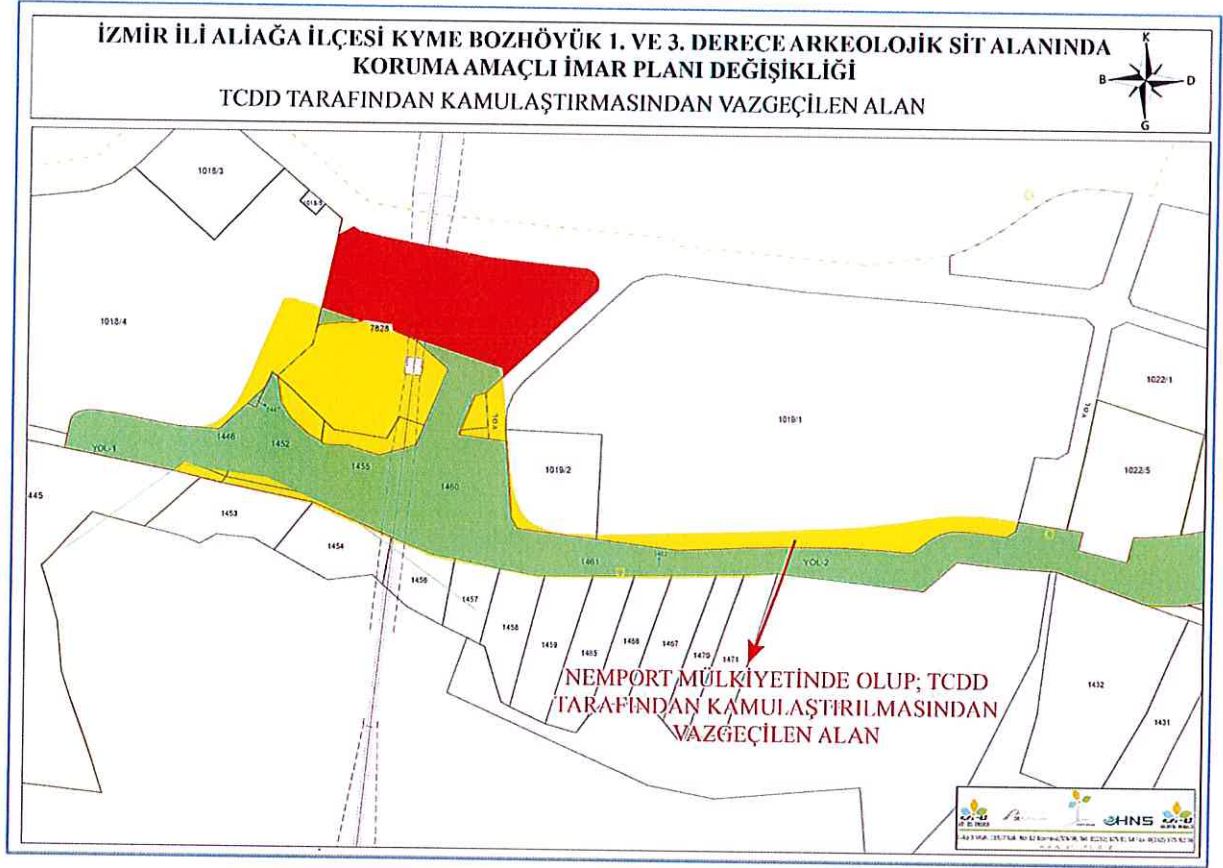 İZMİR İLİ ALİAĞA İLÇESİ KYME BOZHÖYÜK 1. VE 3. DERECE ARKEOLOJİK SİT ALANINDA
KORUMA AMAÇLI İMAR PLANI DEĞİŞİKLİĞİ
TCDD TARAFINDAN KAMULAŞTIRMASINDAN VAZGEÇİLEN ALAN
K
B D
G
1018/3
1018/5
1018/4
7828
1022/1
1019/1
YOL
YOL
1446
1452
YOL-1
1455
1019/2
1022/5
1460
445
1453
1454
1461
YOL-2
1456
1457
1458
1459
1465
1466
1467
1470
1471
1432
1431
NEMPORT MÜLKİYETİNDE OLUP; TCDD
TARAFINDAN KAMULAŞTIRILMASINDAN
VAZGEÇİLEN ALAN
HNS